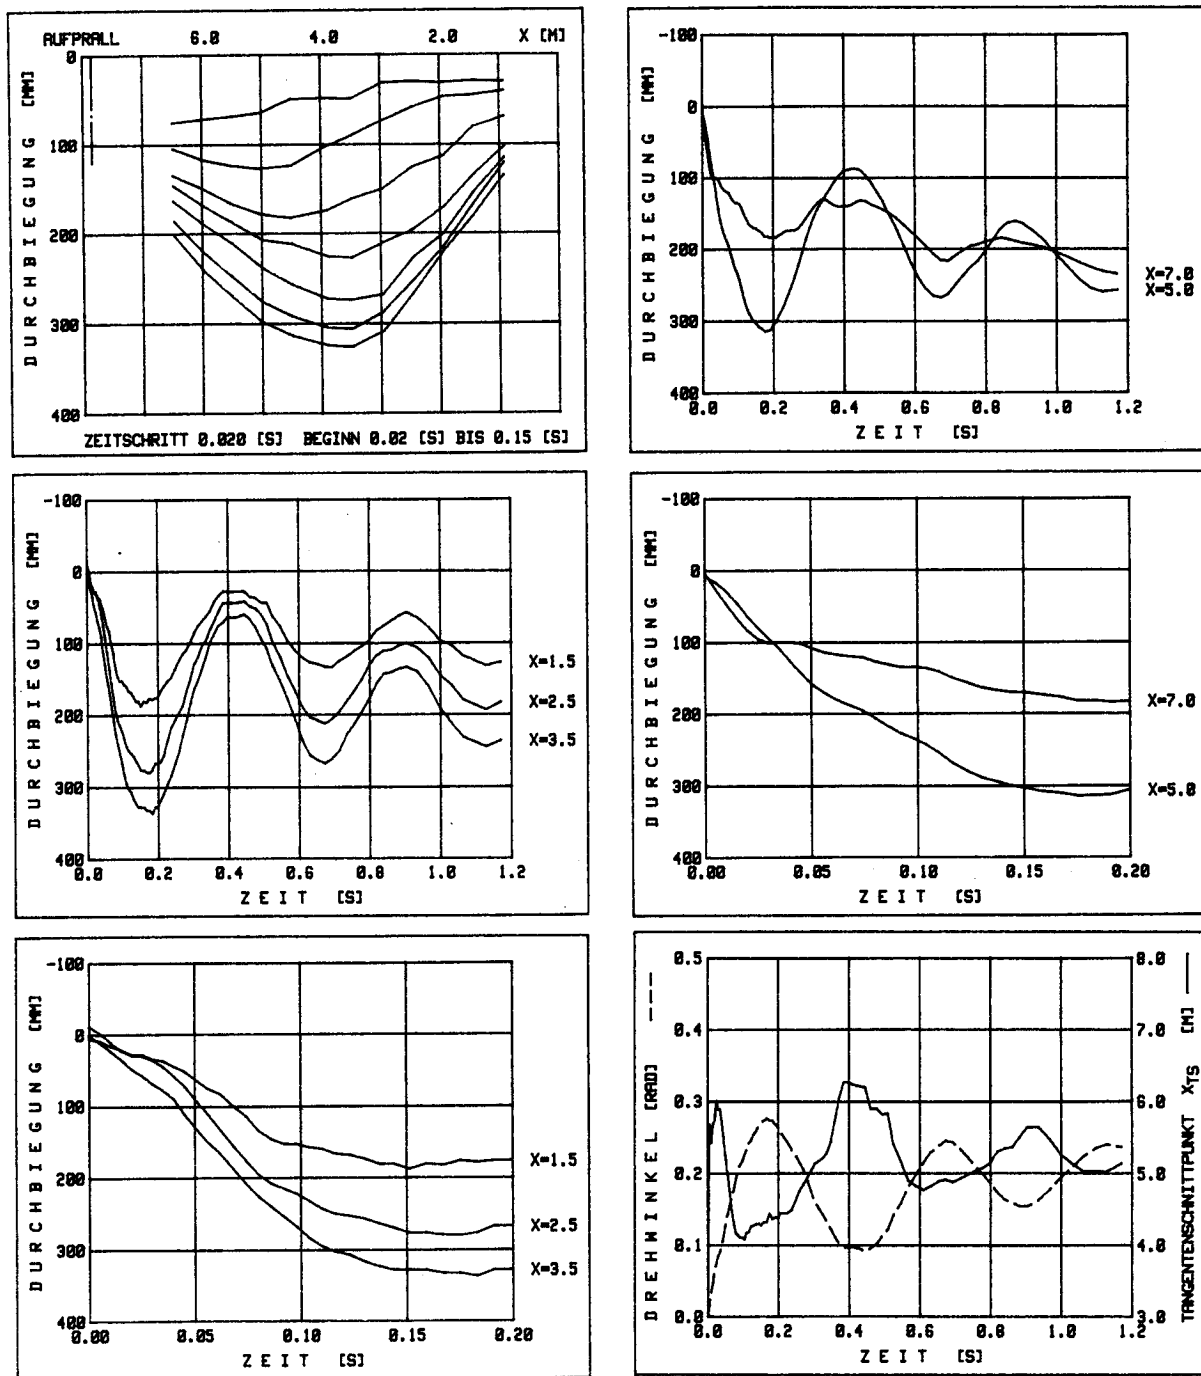 AUFPRALL 6.0 4.0 2.0 X [M]
0
100
200
300
400
DURCHBIEGUNG [MM]
ZEITSCHRITT 0.020 [S] BEGINN 0.02 [S] BIS 0.15 [S]
-100
0
100
200
300
400
DURCHBIEGUNG [MM]
X=7.0
X=5.0
0.0 0.2 0.4 0.6 0.8 1.0 1.2
ZEIT [S]
-100
0
100
200
300
400
DURCHBIEGUNG [MM]
X=1.5
X=2.5
X=3.5
0.0 0.2 0.4 0.6 0.8 1.0 1.2
ZEIT [S]
-100
0
100
200
300
400
DURCHBIEGUNG [MM]
X=7.0
X=5.0
0.00 0.05 0.10 0.15 0.20
ZEIT [S]
-100
0
100
200
300
400
DURCHBIEGUNG [MM]
X=1.5
X=2.5
X=3.5
0.00 0.05 0.10 0.15 0.20
ZEIT [S]
0.5
0.4
0.3
0.2
0.1
0.0
DREHWINKEL [RAD]
8.0
7.0
6.0
5.0
4.0
3.0
TANGENTENSCHNITTPUNKT XTS [M]
0.0 0.2 0.4 0.6 0.8 1.0 1.2
ZEIT [S]